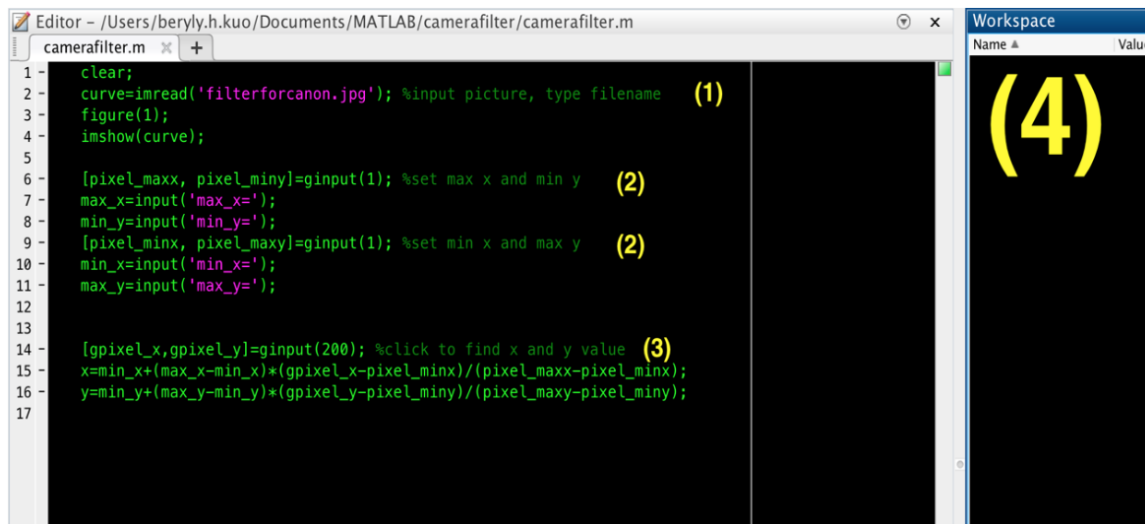 Editor – /Users/beryly.h.kuo/Documents/MATLAB/camerafilter/camerafilter.m
camerafilter.m × +
1 – clear;
2 – curve=imread('filterforcanon.jpg'); %input picture, type filename (1)
3 – figure(1);
4 – imshow(curve);
5
6 – [pixel_maxx, pixel_miny]=ginput(1); %set max x and min y (2)
7 – max_x=input('max_x=');
8 – min_y=input('min_y=');
9 – [pixel_minx, pixel_maxy]=ginput(1); %set min x and max y (2)
10 – min_x=input('min_x=');
11 – max_y=input('max_y=');
12
13
14 – [gpixel_x,gpixel_y]=ginput(200); %click to find x and y value (3)
15 – x=min_x+(max_x-min_x)*(gpixel_x-pixel_minx)/(pixel_maxx-pixel_minx);
16 – y=min_y+(max_y-min_y)*(gpixel_y-pixel_miny)/(pixel_maxy-pixel_miny);
17
Workspace
Name Valu
(4)